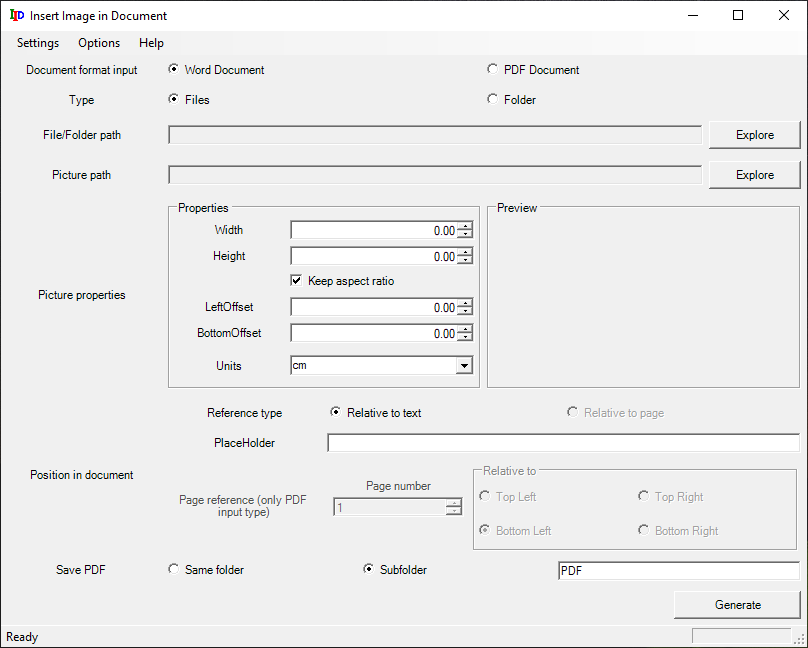 IID Insert Image in Document
Settings Options Help
Document format input Word Document PDF Document
Type Files Folder
File/Folder path Explore
Picture path Explore
Properties Preview
Width 0.00
Height 0.00
Keep aspect ratio
Picture properties
LeftOffset 0.00
BottomOffset 0.00
Units cm
Reference type Relative to text Relative to page
PlaceHolder
Position in document
Page number
Page reference (only PDF
input type)
1
Relative to
Top Left Top Right
Bottom Left Bottom Right
Save PDF Same folder Subfolder PDF
Generate
Ready